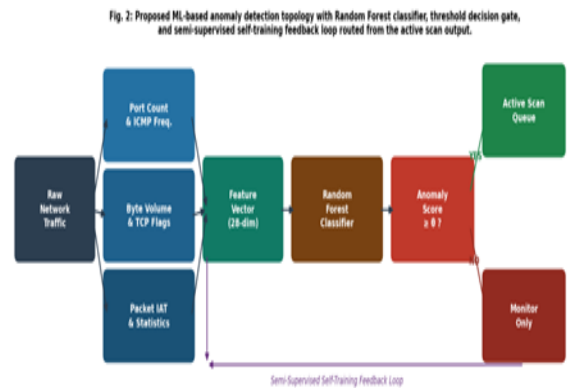 Fig. 2: Proposed ML-based anomaly detection topology with Random Forest classifier, threshold decision gate,
and semi-supervised self-training feedback loop routed from the active scan output.
Port Count
& ICMP Freq.
Active Scan
Queue
YES
Raw
Network
Traffic
Byte Volume
& TCP Flags
Feature
Vector
(28-dim)
Random
Forest
Classifier
Anomaly
Score
≥ θ ?
NO
Packet IAT
& Statistics
Monitor
Only
Semi-Supervised Self-Training Feedback Loop